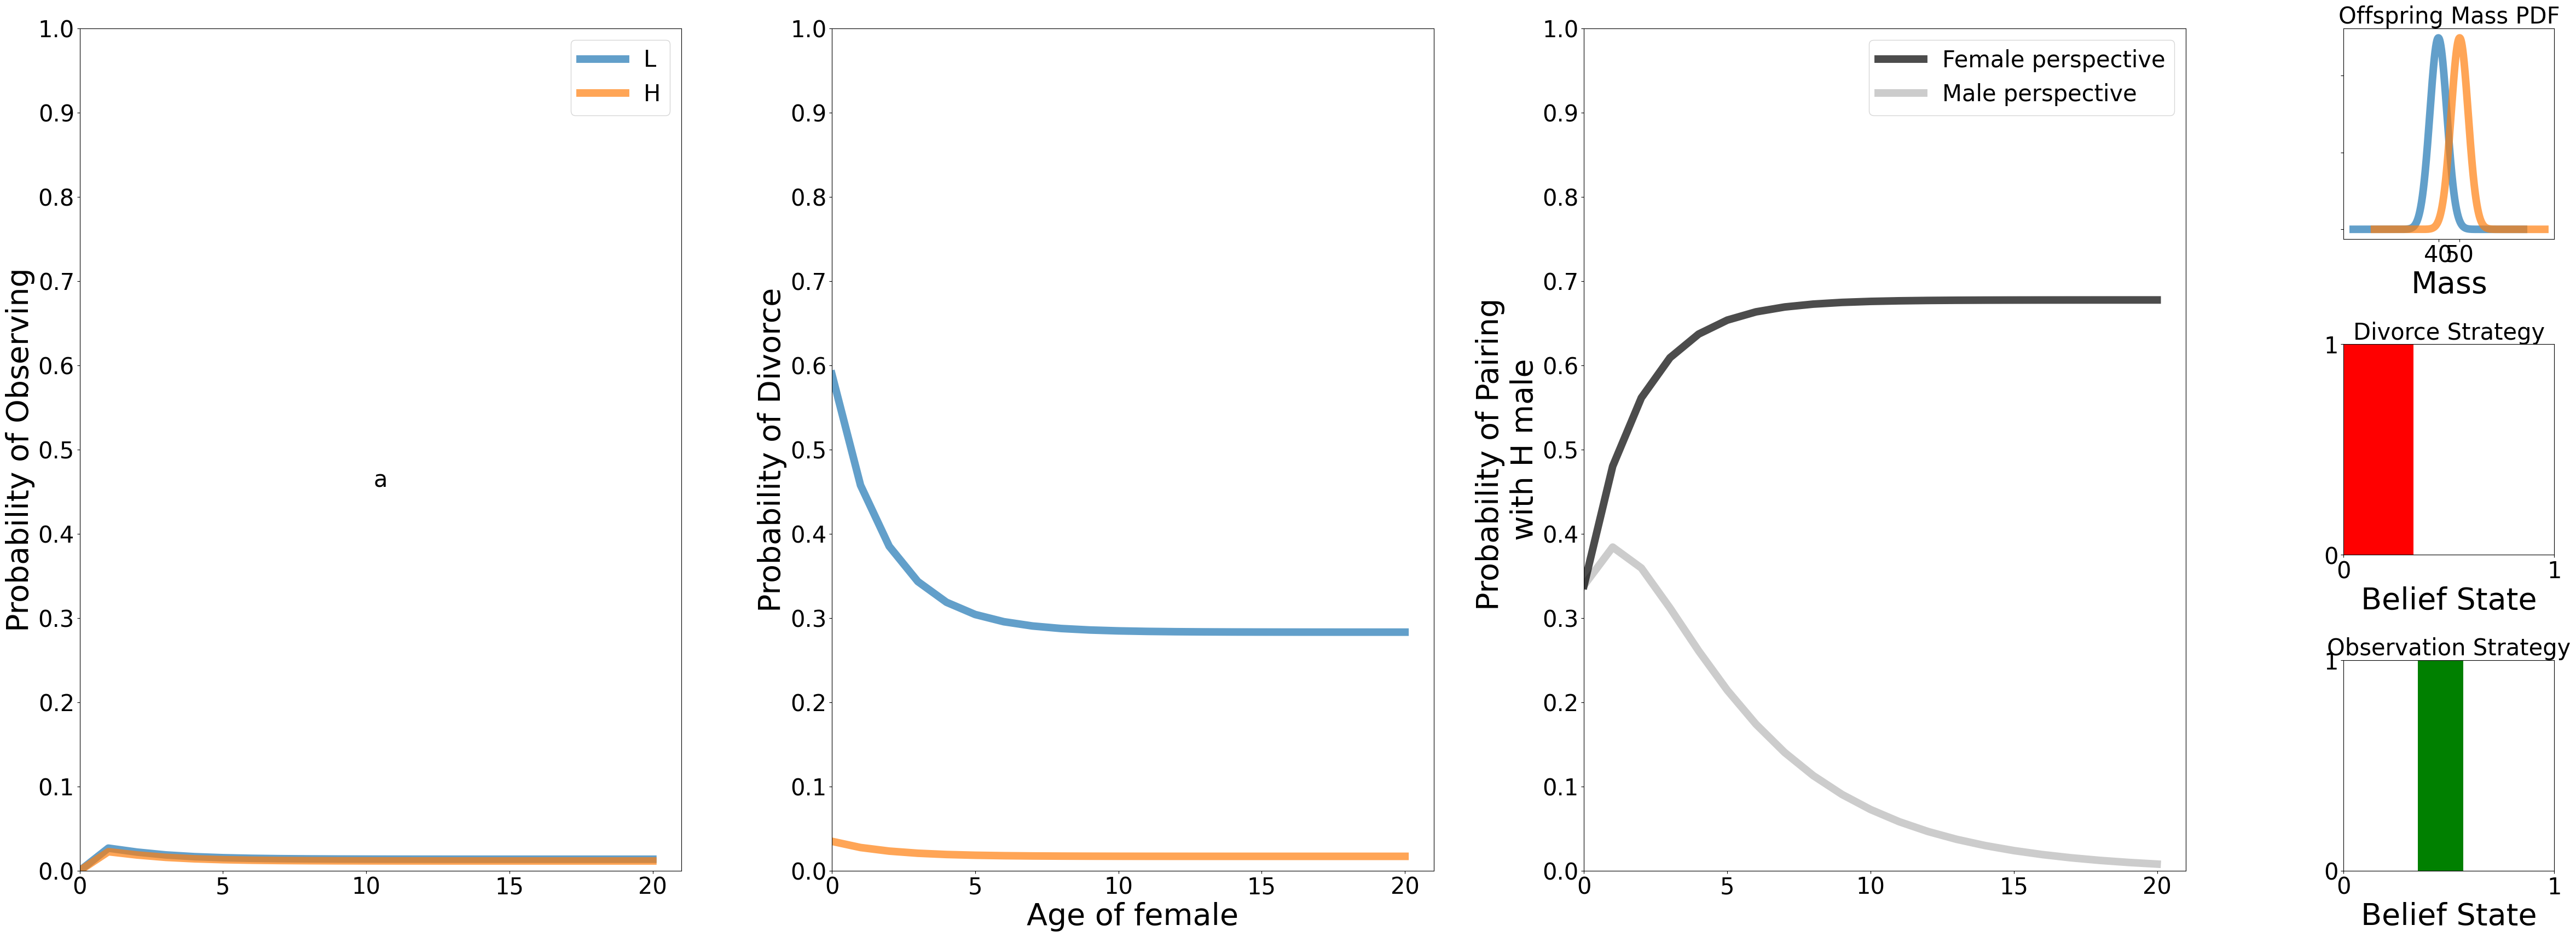 Probability of Observing
1.0
0.9
0.8
0.7
0.6
0.5
0.4
0.3
0.2
0.1
0.0
0 5 10 15 20
L
H
a
Probability of Divorce
1.0
0.9
0.8
0.7
0.6
0.5
0.4
0.3
0.2
0.1
0.0
0 5 10 15 20
Age of female
Probability of Pairing
with H male
1.0
0.9
0.8
0.7
0.6
0.5
0.4
0.3
0.2
0.1
0.0
0 5 10 15 20
Female perspective
Male perspective
Offspring Mass PDF
40 50
Mass
Divorce Strategy
1
0
0 1
Belief State
Observation Strategy
1
0
0 1
Belief State